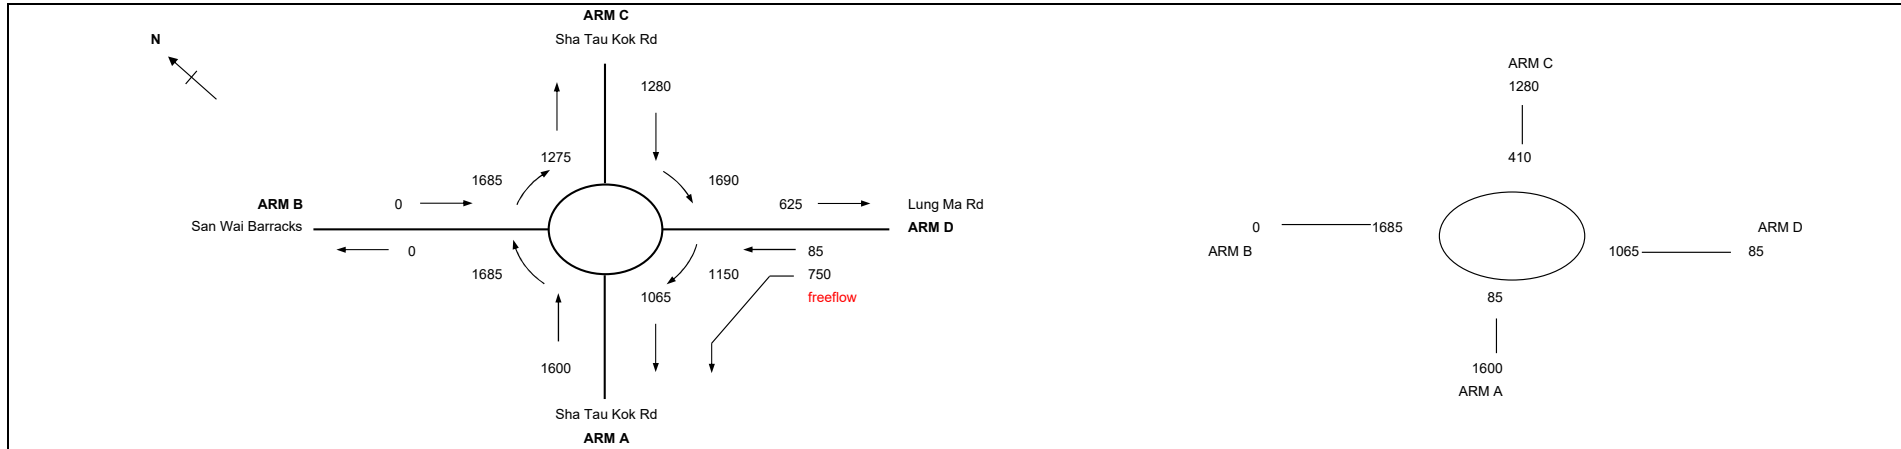 N
ARM C
Sha Tau Kok Rd
1280
1275
1685
1690
ARM B
0
625
Lung Ma Rd
San Wai Barracks
ARM D
0
85
1685
1150
750
1065
freeflow
1600
Sha Tau Kok Rd
ARM A
ARM C
1280
410
0
1685
ARM D
ARM B
1065
85
85
1600
ARM A